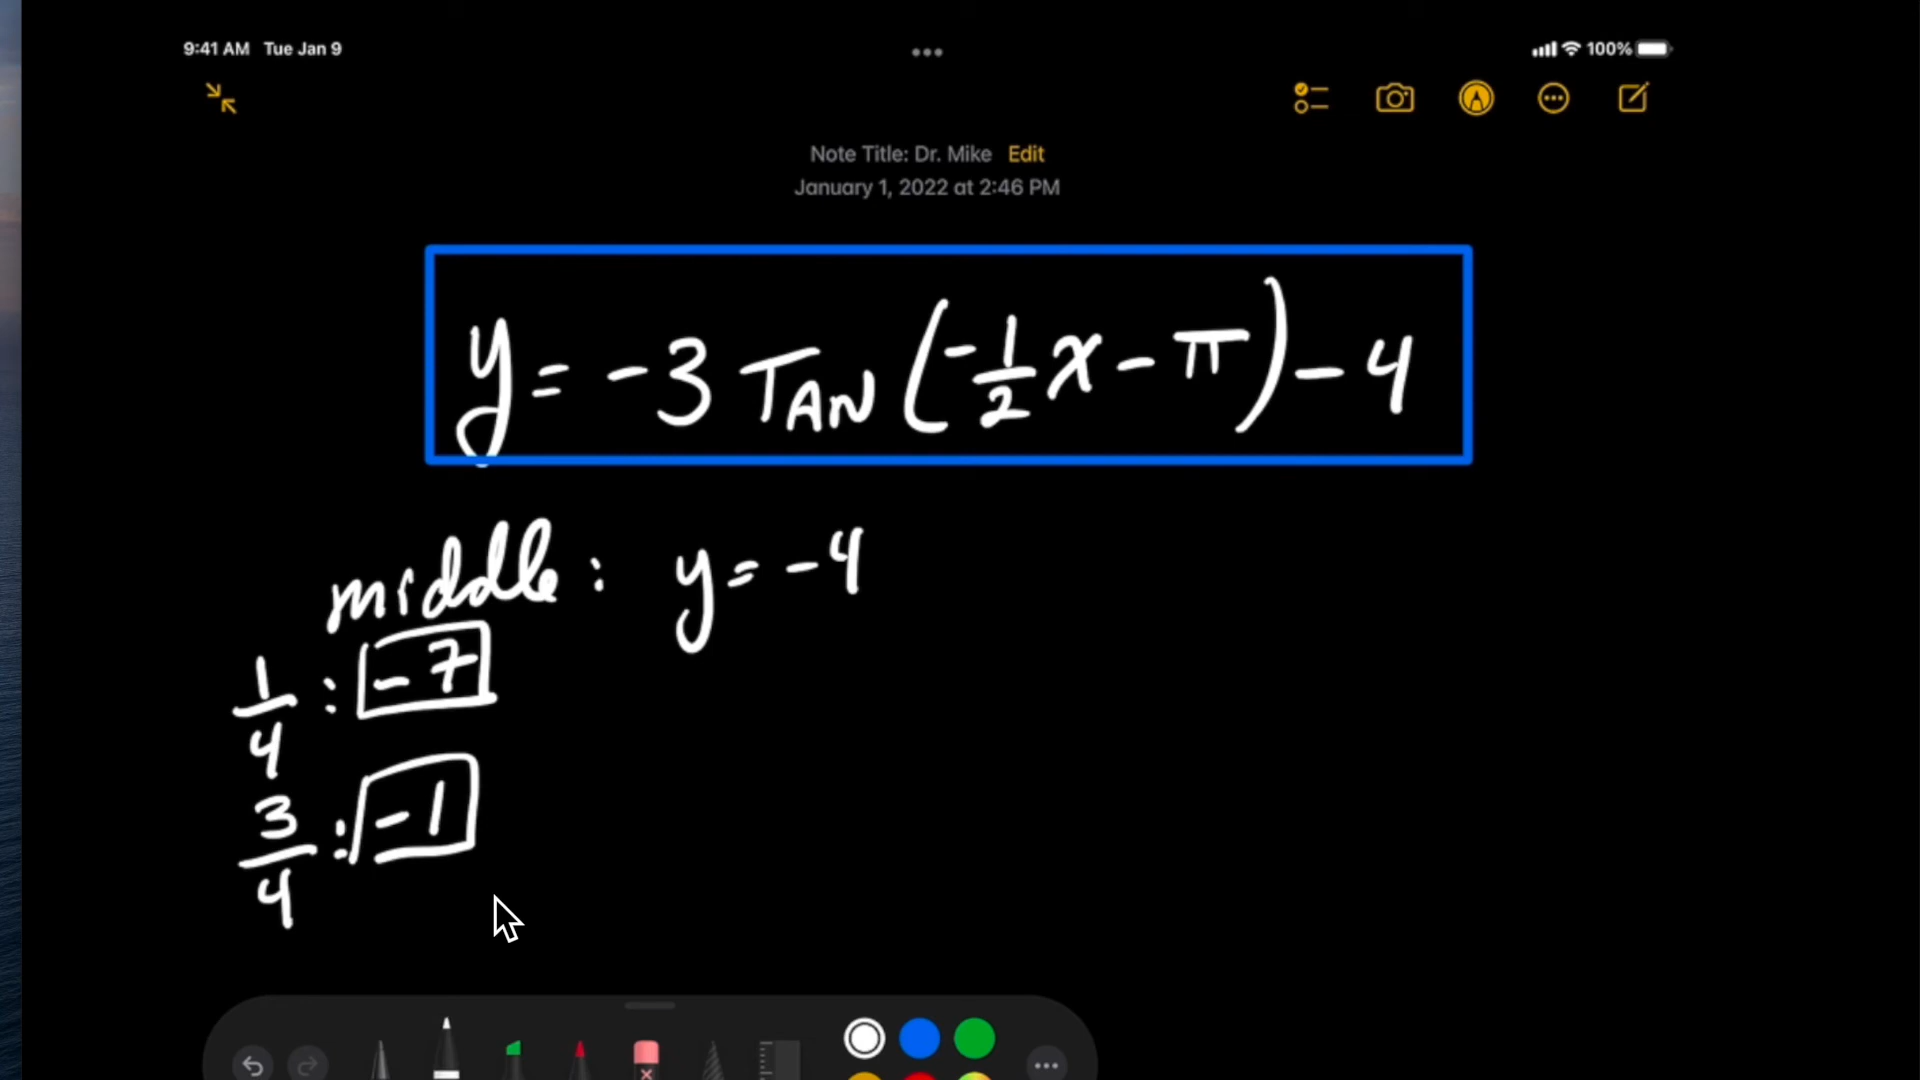 9:41 AM Tue Jan 9
100%
Note Title: Dr. Mike Edit
January 1, 2022 at 2:46 PM
y = -3 TAN (-1/2 x - π) - 4
middle: y = -4
1/4 : -7
3/4 : -1